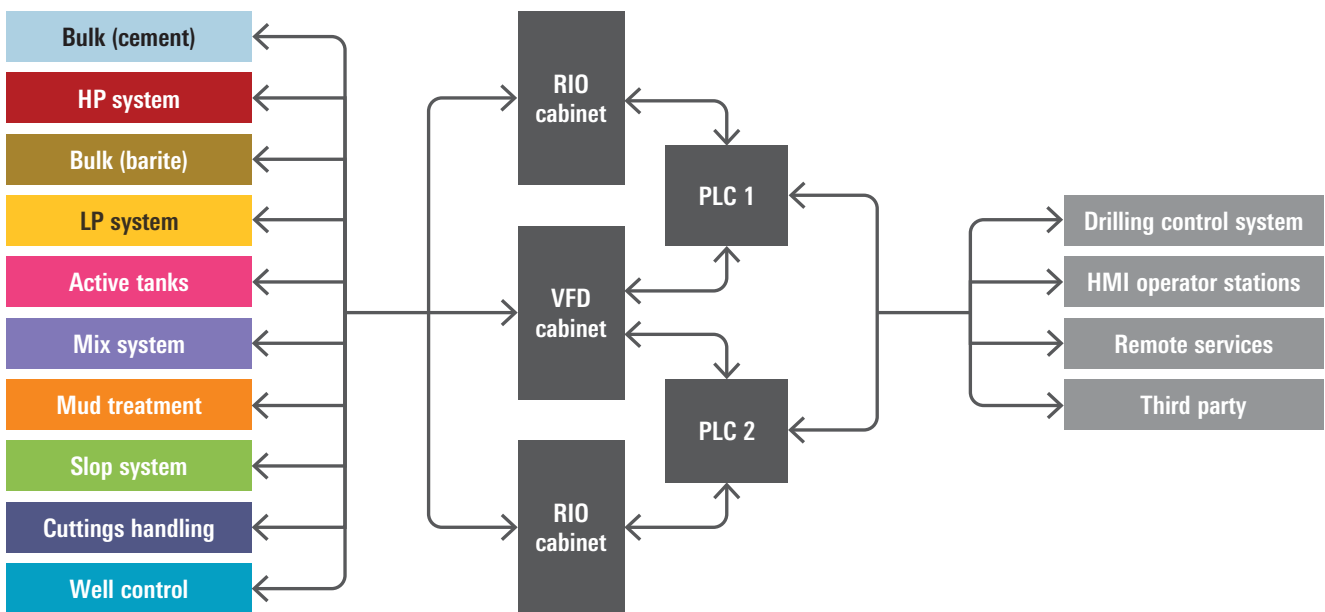 Bulk (cement)
HP system
Bulk (barite)
LP system
Active tanks
Mix system
Mud treatment
Slop system
Cuttings handling
Well control
RIO
cabinet
VFD
cabinet
RIO
cabinet
PLC 1
PLC 2
Drilling control system
HMI operator stations
Remote services
Third party